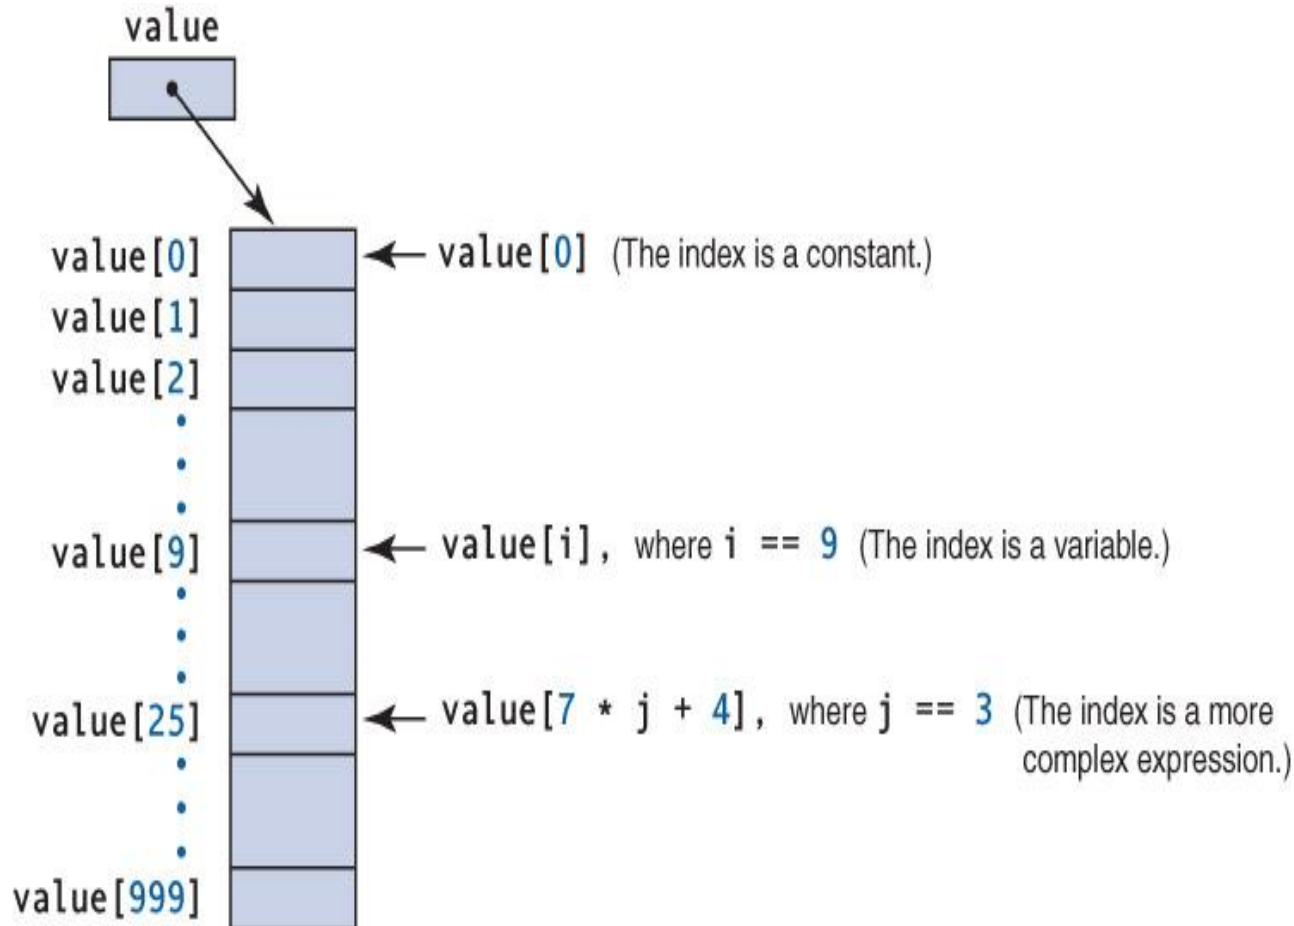 value
value[0]
value[0] (The index is a constant.)
value[1]
value[2]
value[9]
value[i], where i == 9 (The index is a variable.)
value[25]
value[7 * j + 4], where j == 3 (The index is a more
complex expression.)
value[999]